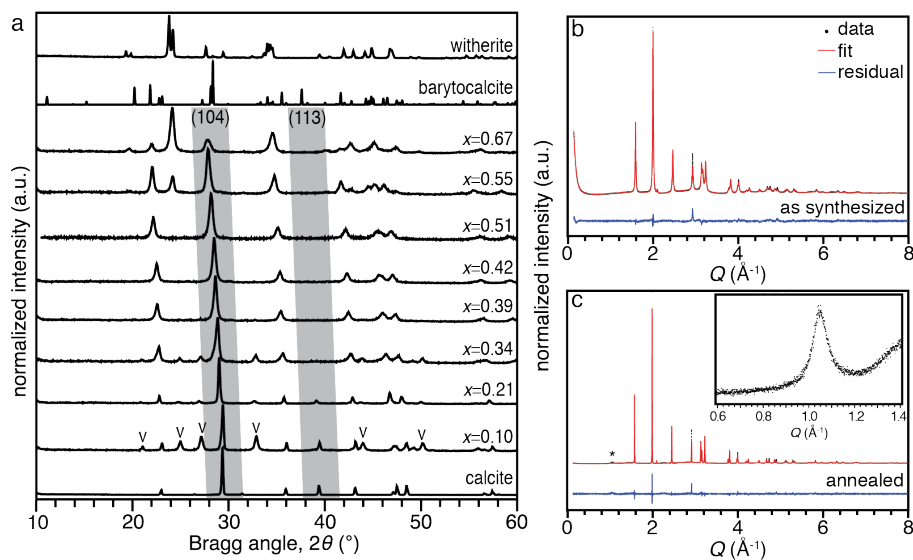 a
normalized intensity (a.u.)
witherite
barytocalcite
(104)
(113)
x=0.67
x=0.55
x=0.51
x=0.42
x=0.39
x=0.34
x=0.21
x=0.10
v v v v v v
calcite
10 20 30 40 50 60
Bragg angle, 2θ (°)
b
data
fit
residual
normalized intensity (a.u.)
as synthesized
0 2 4 6 8
Q (Å-1)
c
0.6 0.8 1.0 1.2 1.4
Q (Å-1)
*
annealed
0 2 4 6 8
Q (Å-1)